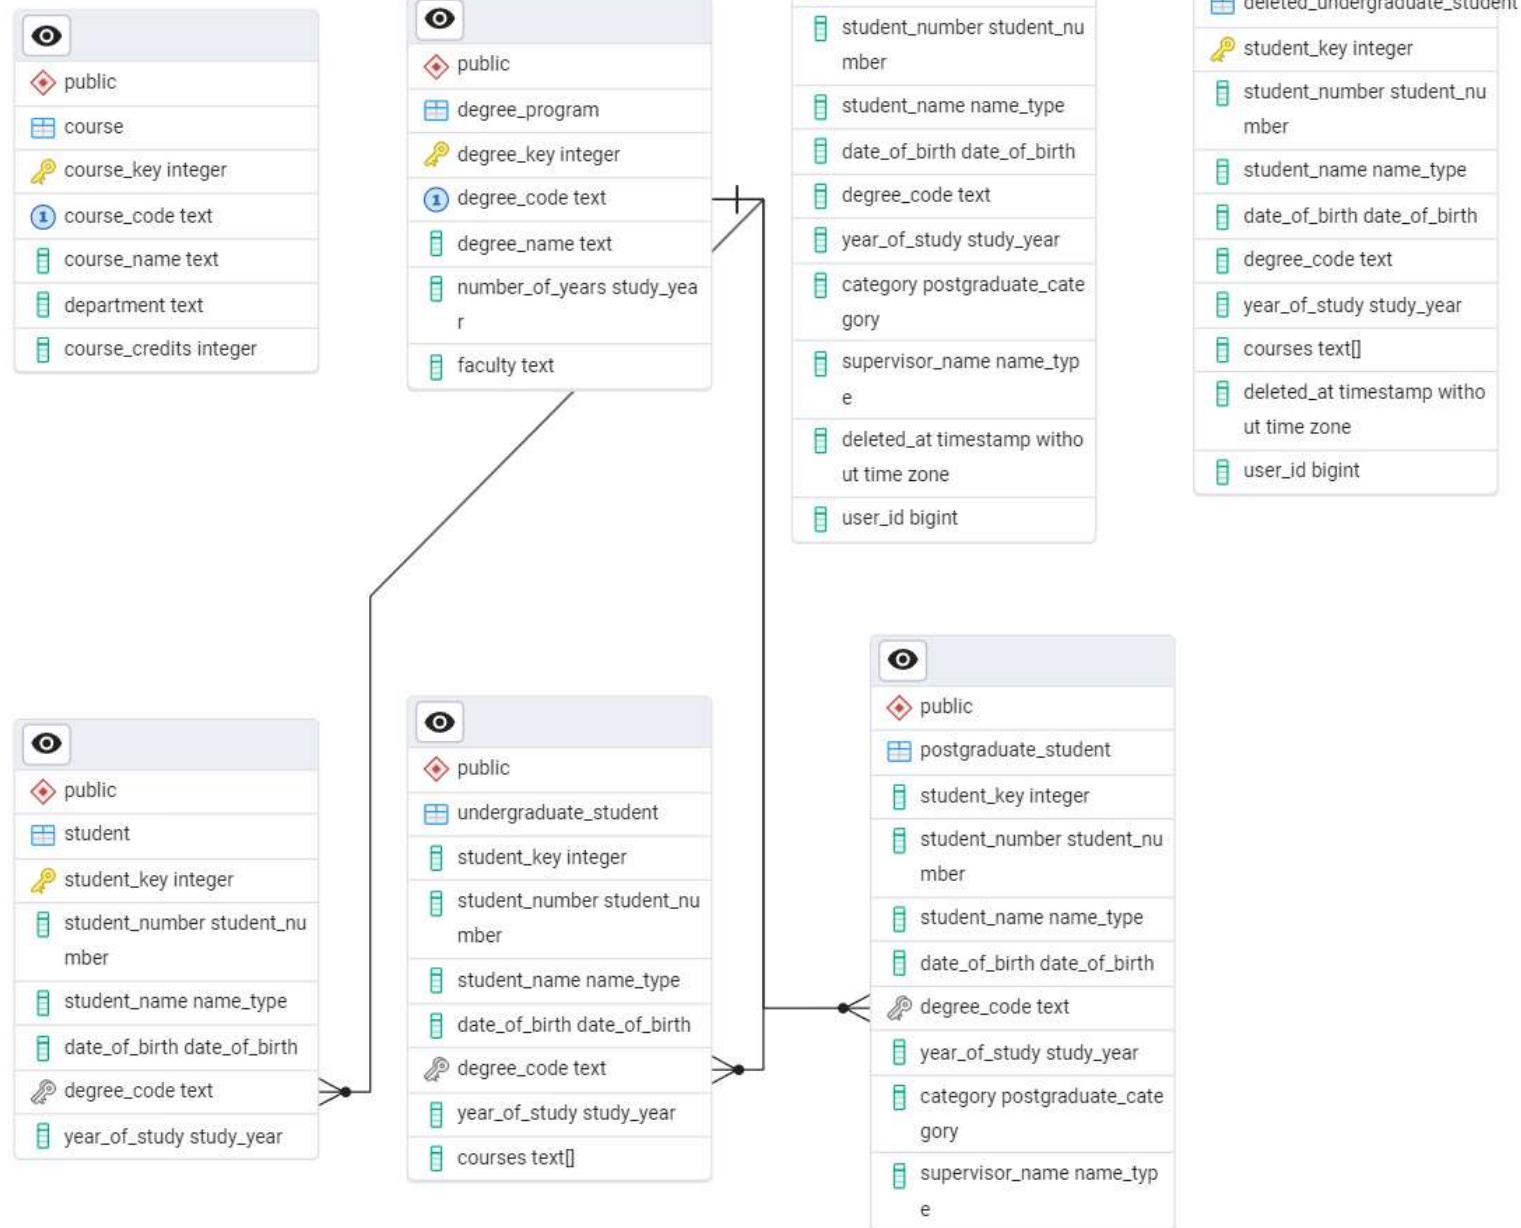 public
course
course_key integer
course_code text
course_name text
department text
course_credits integer
public
degree_program
degree_key integer
1 degree_code text
degree_name text
number_of_years study_yea
r
faculty text
student_number student_nu
mber
student_name name_type
date_of_birth date_of_birth
degree_code text
year_of_study study_year
category postgraduate_cate
gory
supervisor_name name_typ
e
deleted_at timestamp witho
ut time zone
user_id bigint
deleted_undergraduate_student
student_key integer
student_number student_nu
mber
student_name name_type
date_of_birth date_of_birth
degree_code text
year_of_study study_year
courses text[]
deleted_at timestamp witho
ut time zone
user_id bigint
public
student
student_key integer
student_number student_nu
mber
student_name name_type
date_of_birth date_of_birth
degree_code text
year_of_study study_year
public
undergraduate_student
student_key integer
student_number student_nu
mber
student_name name_type
date_of_birth date_of_birth
degree_code text
year_of_study study_year
courses text[]
public
postgraduate_student
student_key integer
student_number student_nu
mber
student_name name_type
date_of_birth date_of_birth
degree_code text
year_of_study study_year
category postgraduate_cate
gory
supervisor_name name_typ
e